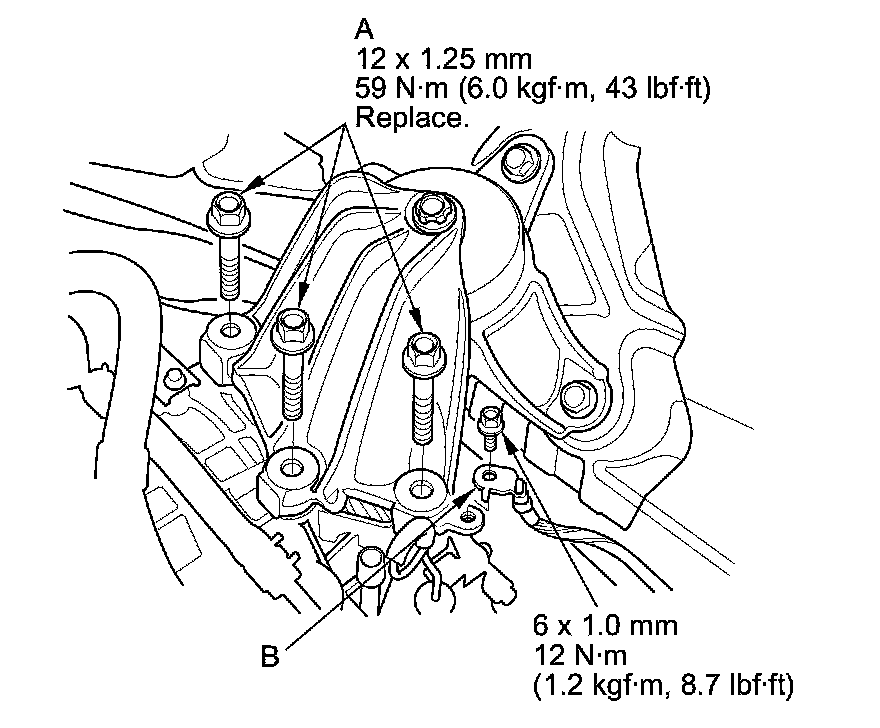 A
12 x 1.25 mm
59 N·m (6.0 kgf·m, 43 lbf·ft)
Replace.
B
6 x 1.0 mm
12 N·m
(1.2 kgf·m, 8.7 lbf·ft)